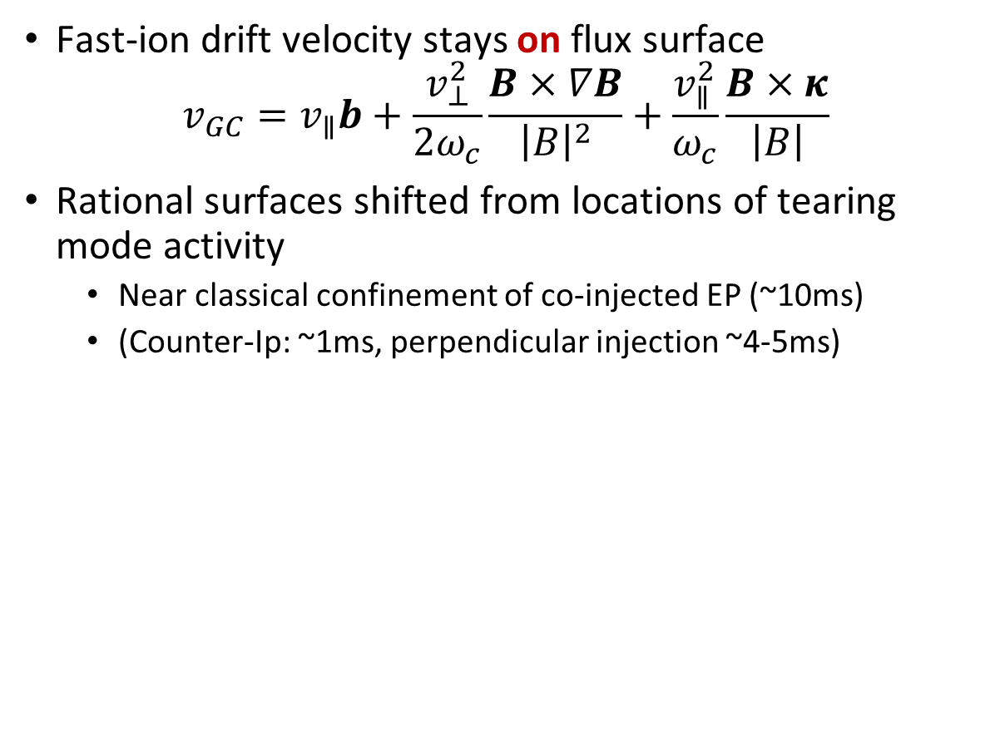 • Fast-ion drift velocity stays on flux surface
$v_{GC} = v_{\parallel}\boldsymbol{b} + \frac{v_{\perp}^{2}}{2\omega_c}\frac{\boldsymbol{B} \times \nabla \boldsymbol{B}}{|B|^{2}} + \frac{v_{\parallel}^{2}}{\omega_c}\frac{\boldsymbol{B} \times \boldsymbol{\kappa}}{|B|}$
• Rational surfaces shifted from locations of tearing
mode activity
• Near classical confinement of co-injected EP (~10ms)
• (Counter-Ip: ~1ms, perpendicular injection ~4-5ms)